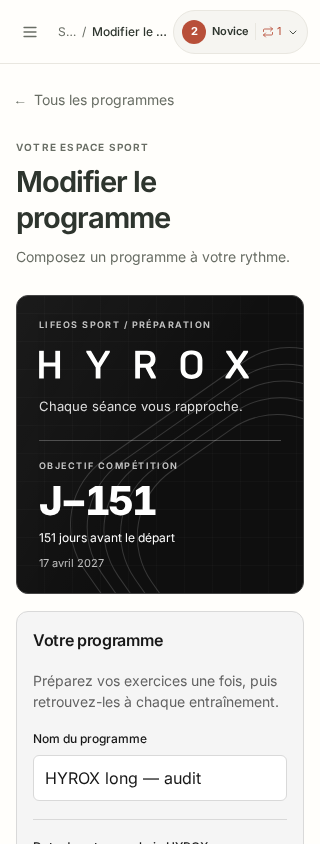 S... / Modifier le ... 2 Novice 1
← Tous les programmes
VOTRE ESPACE SPORT
Modifier le
programme
Composez un programme à votre rythme.
LIFEOS SPORT / PRÉPARATION
HYROX
Chaque séance vous rapproche.
OBJECTIF COMPÉTITION
J–151
151 jours avant le départ
17 avril 2027
Votre programme
Préparez vos exercices une fois, puis
retrouvez-les à chaque entraînement.
Nom du programme
HYROX long — audit